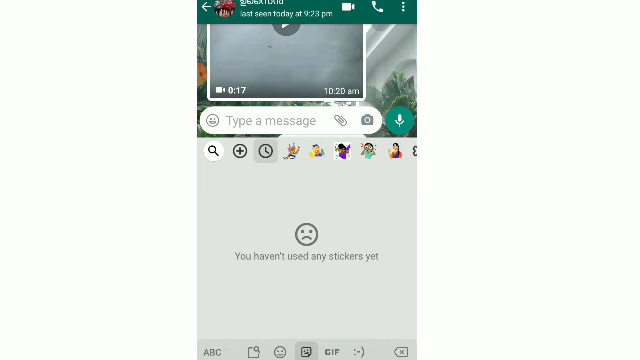 last seen today at 9:23 pm
0:17
10:20 am
Type a message
You haven't used any stickers yet
ABC
GIF
:-)